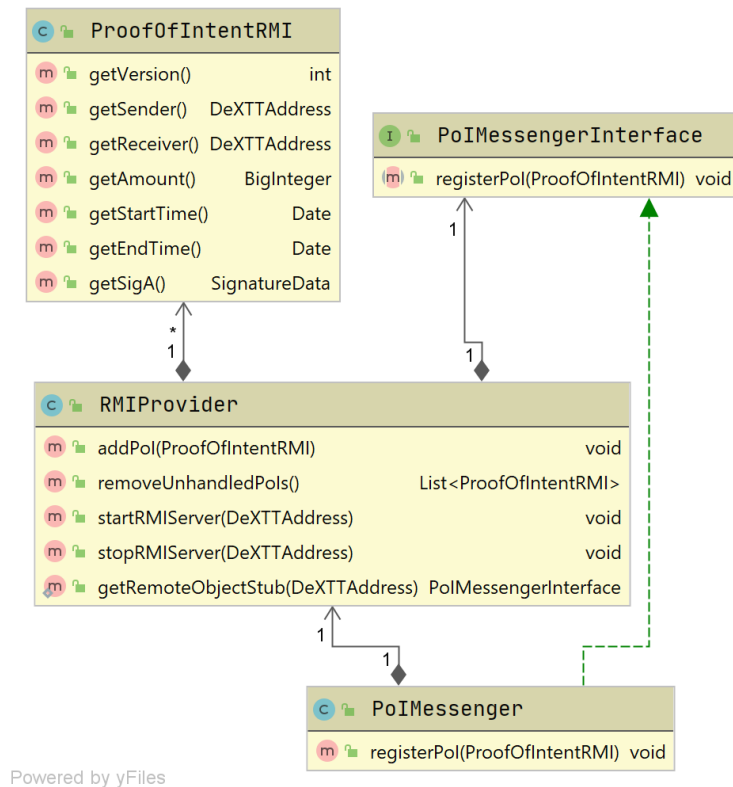 C ProofOfIntentRMI
m getVersion() int
m getSender() DeXTTAddress
m getReceiver() DeXTTAddress
m getAmount() BigInteger
m getStartTime() Date
m getEndTime() Date
m getSigA() SignatureData
I PoIMessengerInterface
m registerPoI(ProofOfIntentRMI) void
1
*
1
1
C RMIProvider
m addPoI(ProofOfIntentRMI) void
m removeUnhandledPoIs() List<ProofOfIntentRMI>
m startRMIServer(DeXTTAddress) void
m stopRMIServer(DeXTTAddress) void
m getRemoteObjectStub(DeXTTAddress) PoIMessengerInterface
1
1
C PoIMessenger
m registerPoI(ProofOfIntentRMI) void
Powered by yFiles